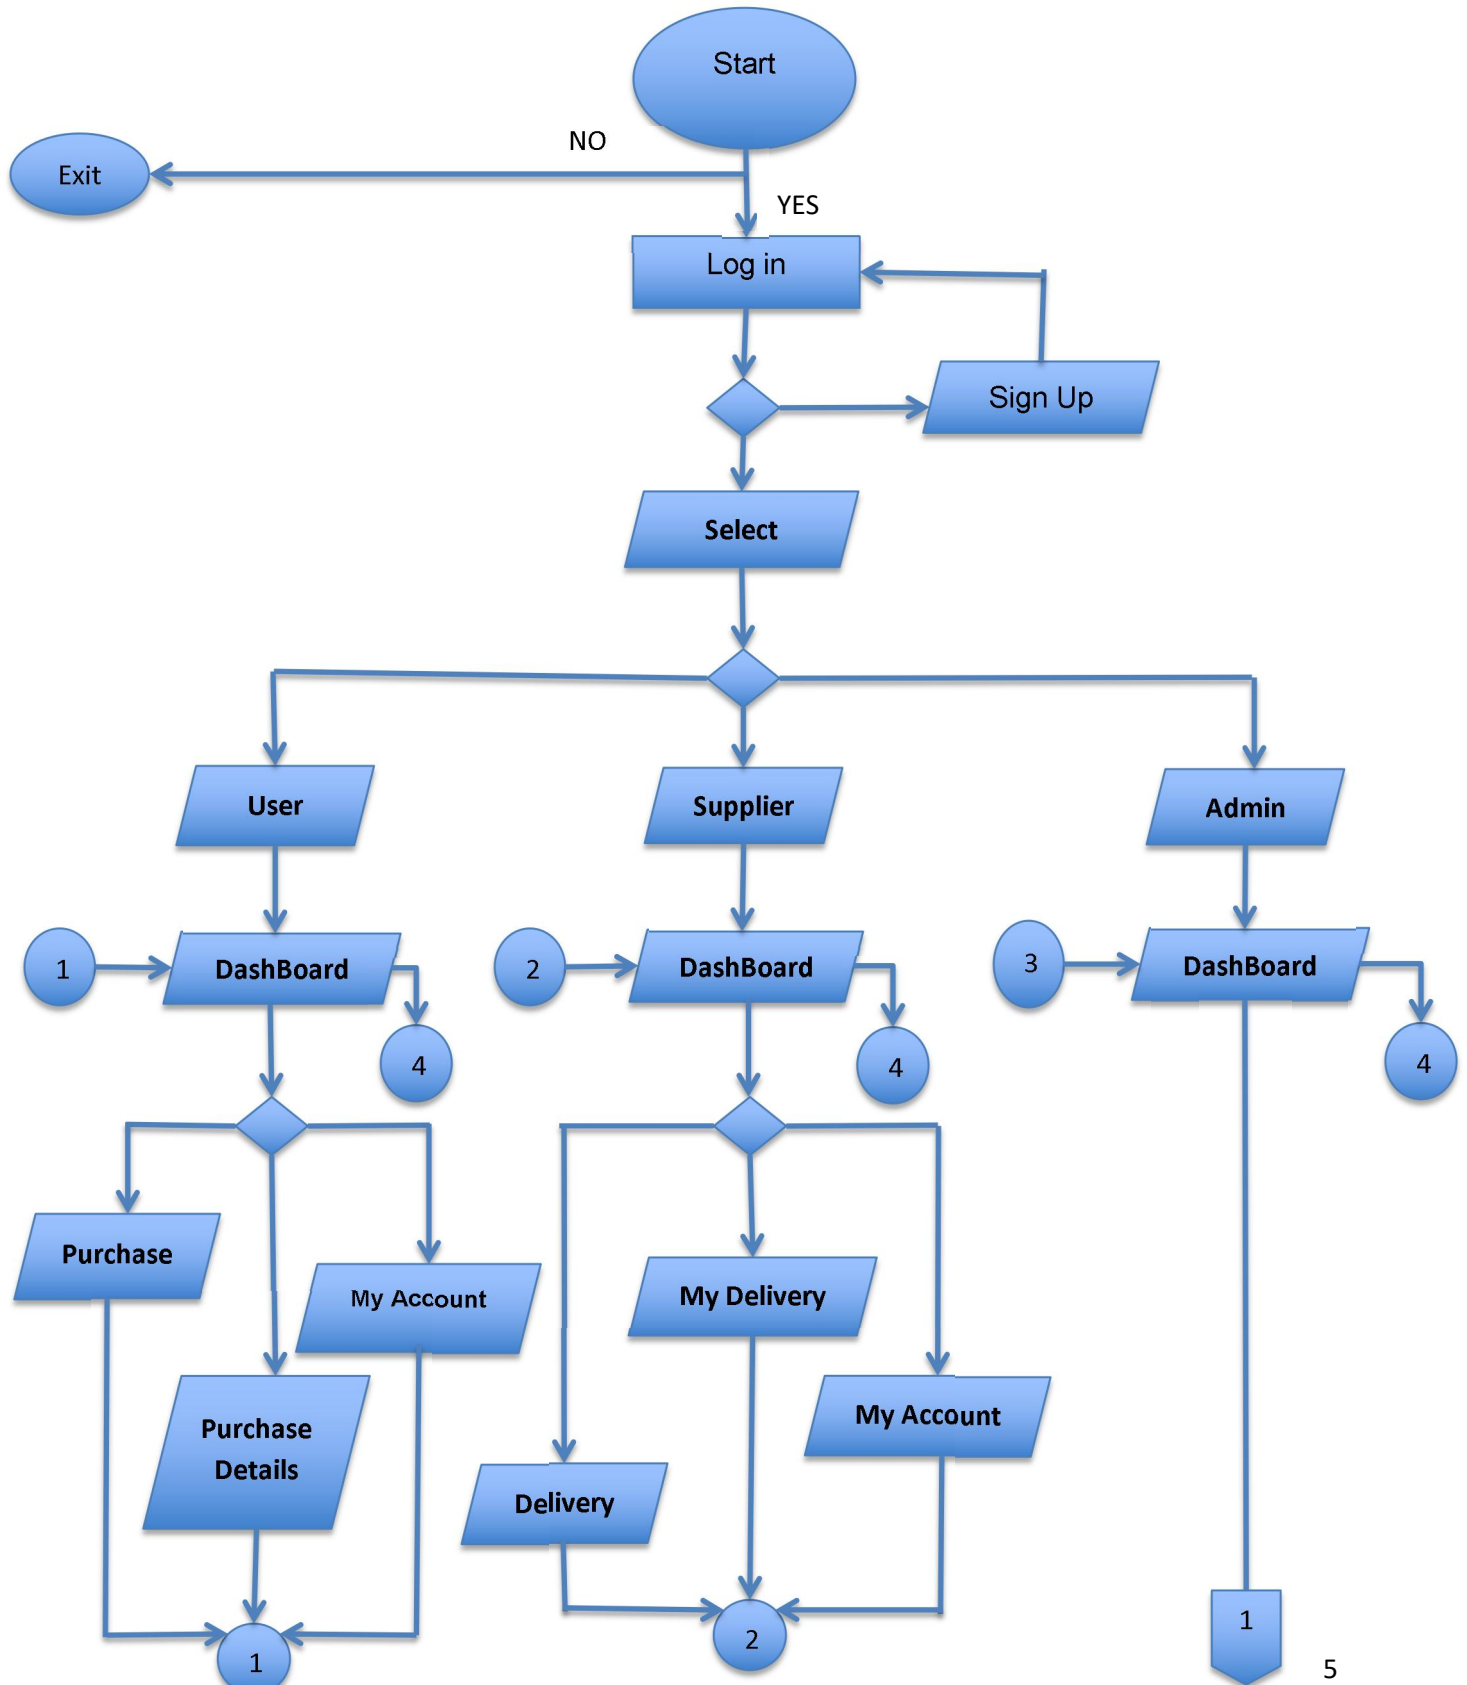 Start
NO
Exit
YES
Log in
Sign Up
Select
User
Supplier
Admin
1
DashBoard
2
DashBoard
3
DashBoard
4
4
4
Purchase
My Account
My Delivery
My Account
Purchase
Details
Delivery
1
2
1
5